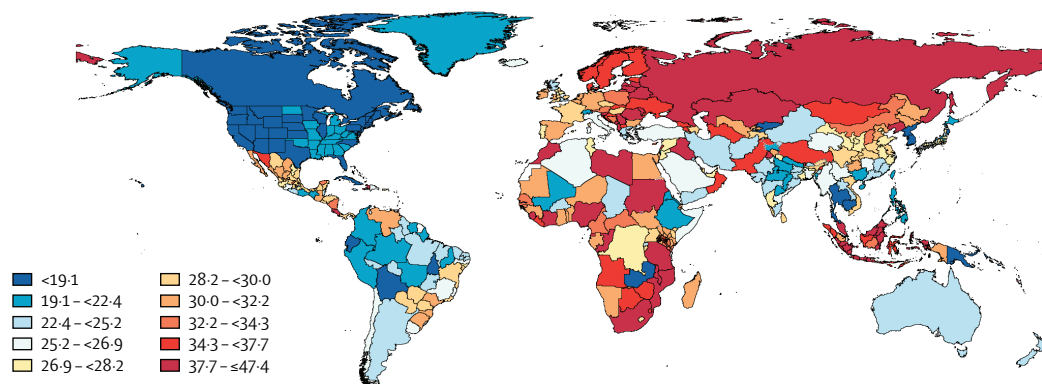 <19·1
19·1 – <22·4
22·4 – <25·2
25·2 – <26·9
26·9 – <28·2
28·2 – <30·0
30·0 – <32·2
32·2 – <34·3
34·3 – <37·7
37·7 – ≤47·4